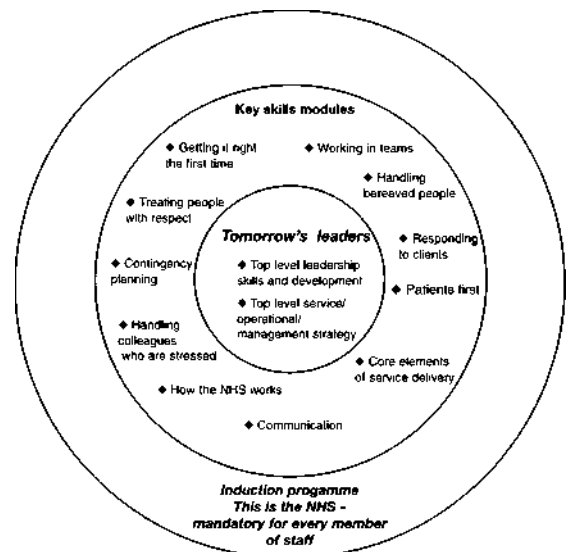 Key skills modules
◆ Getting it right
the first time
◆ Working in teams
◆ Handling
bereaved people
◆ Treating people
with respect
Tomorrow's leaders
◆ Responding
to clients
◆ Contingency
planning
◆ Top level leadership
skills and development
◆ Patients first
◆ Top level service/
operational/
management strategy
◆ Handling
colleagues
who are stressed
◆ Core elements
of service delivery
◆ How the NHS works
◆ Communication
Induction progamme
This is the NHS -
mandatory for every member
of staff